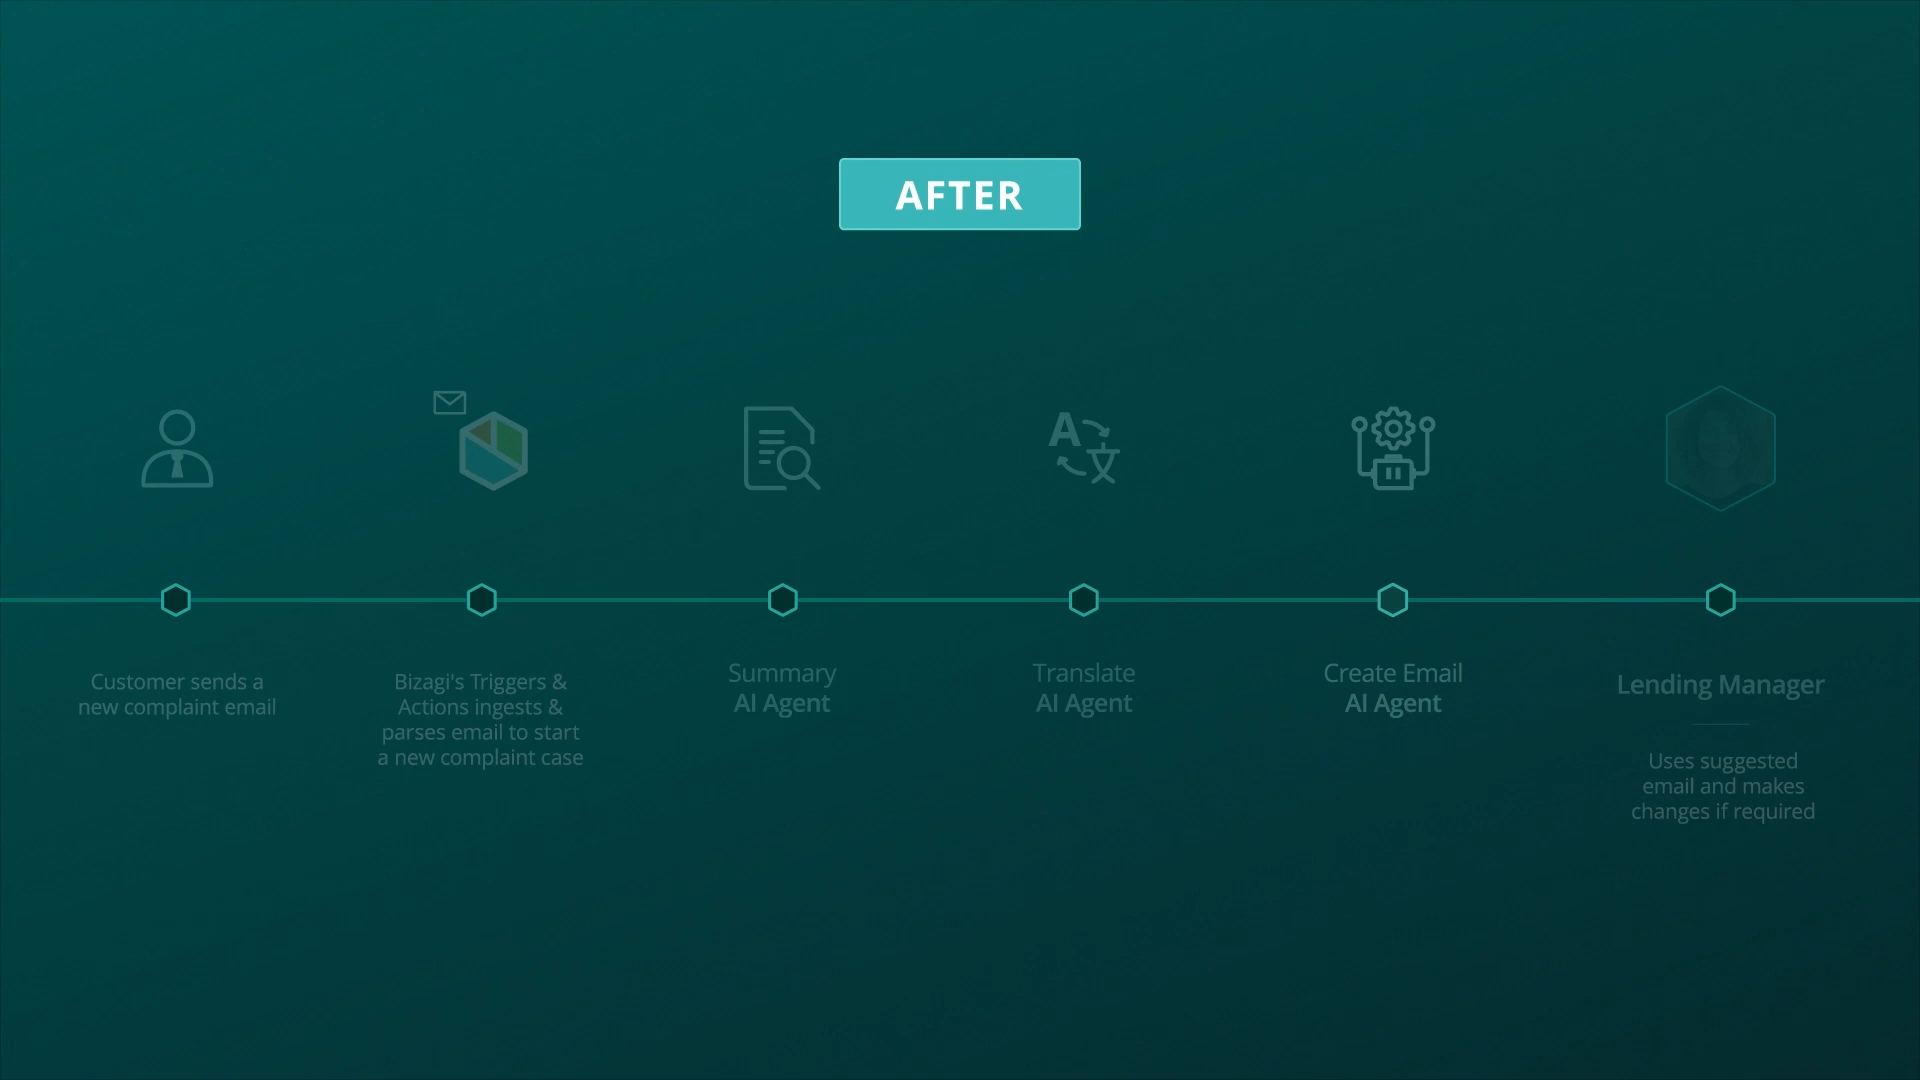 AFTER
Customer sends a
new complaint email
Bizagi's Triggers &
Actions ingests &
parses email to start
a new complaint case
Summary
AI Agent
Translate
AI Agent
Create Email
AI Agent
Lending Manager
Uses suggested
email and makes
changes if required